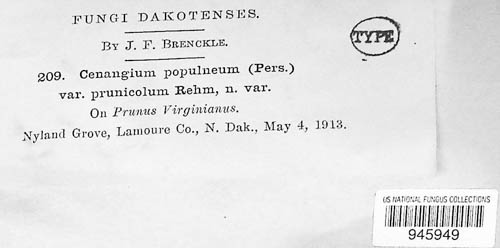 FUNGI DAKOTENSES.
BY J. F. BRENCKLE.
TYPE
209. Cenangium populneum (Pers.)
var. prunicolum Rehm, n. var.
On Prunus Virginianus.
Nyland Grove, Lamoure Co., N. Dak., May 4, 1913.
US NATIONAL FUNGUS COLLECTIONS
945949